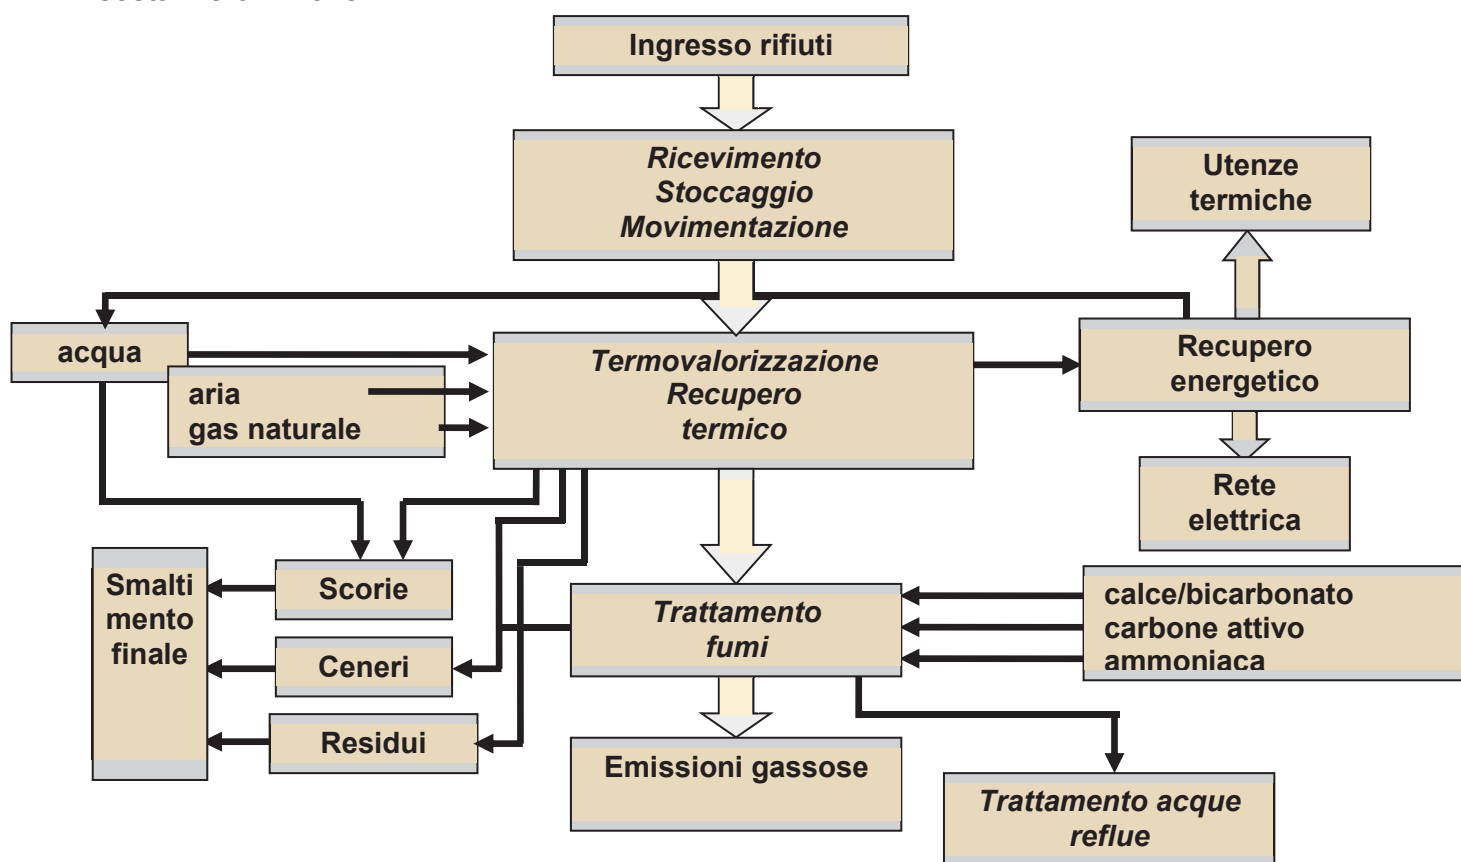 Ingresso rifiuti
Ricevimento
Stoccaggio
Movimentazione
Utenze
termiche
acqua
aria
gas naturale
Termovalorizzazione
Recupero
termico
Recupero
energetico
Rete
elettrica
Smalti
mento
finale
Scorie
Ceneri
Residui
Trattamento
fumi
calce/bicarbonato
carbone attivo
ammoniaca
Emissioni gassose
Trattamento acque
reflue